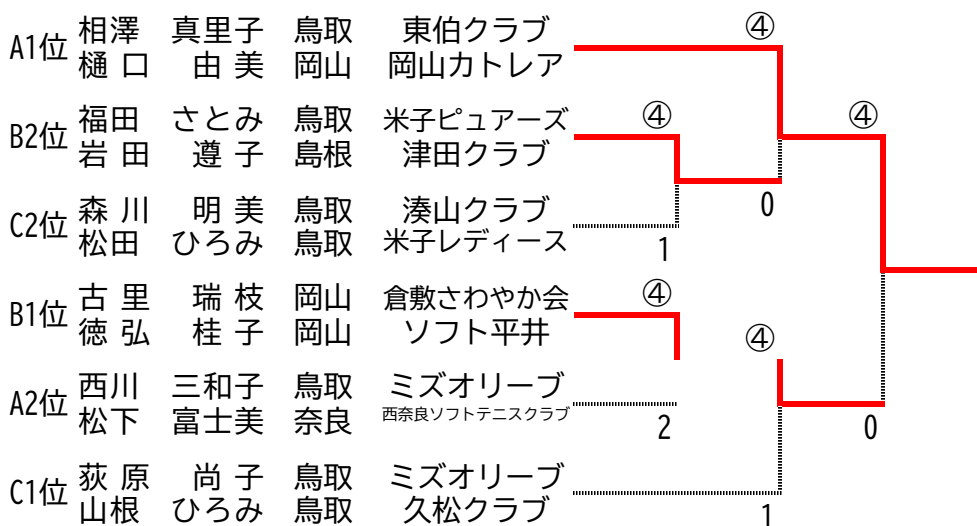 A1位 相澤 真里子 鳥取 東伯クラブ ④
樋口 由美 岡山 岡山カトレア
B2位 福田 さとみ 鳥取 米子ピュアーズ ④ ④
岩田 遵子 島根 津田クラブ
0
C2位 森川 明美 鳥取 湊山クラブ
松田 ひろみ 鳥取 米子レディース 1
B1位 古里 瑞枝 岡山 倉敷さわやか会 ④
徳弘 桂子 岡山 ソフト平井 ④
A2位 西川 三和子 鳥取 ミズオリーブ
松下 富士美 奈良 西奈良ソフトテニスクラブ 2 0
C1位 荻原 尚子 鳥取 ミズオリーブ
山根 ひろみ 鳥取 久松クラブ 1